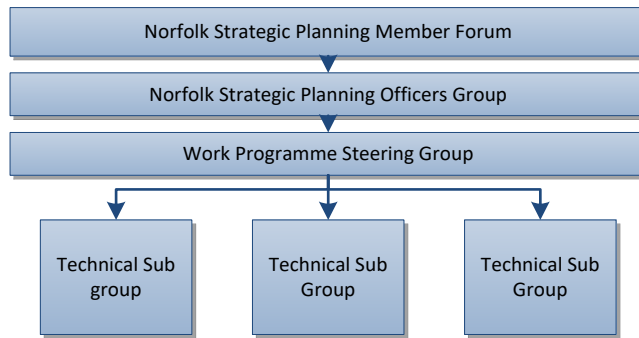 Norfolk Strategic Planning Member Forum
Norfolk Strategic Planning Officers Group
Work Programme Steering Group
Technical Sub
group
Technical Sub
Group
Technical Sub
Group